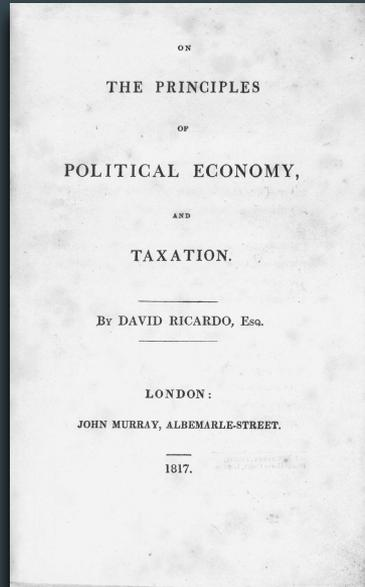 ON
THE PRINCIPLES
OF
POLITICAL ECONOMY,
AND
TAXATION.
By DAVID RICARDO, Esq.
LONDON:
JOHN MURRAY, ALBEMARLE-STREET.
1817.